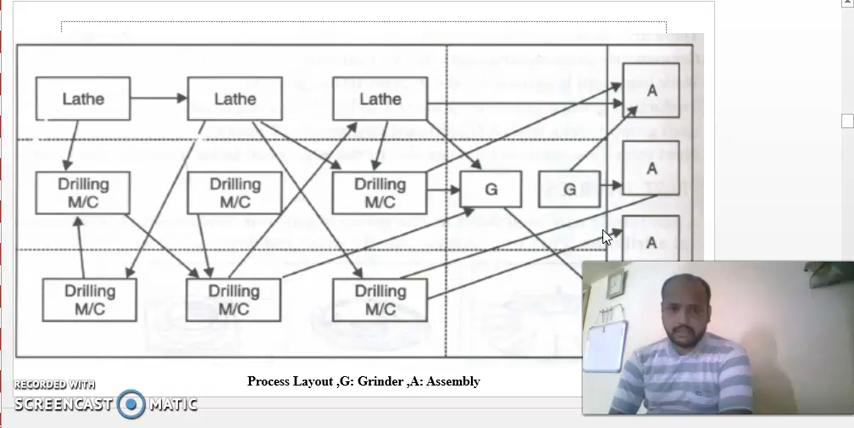 Lathe
Lathe
Lathe
A
Drilling
M/C
Drilling
M/C
Drilling
M/C
G
G
A
Drilling
M/C
Drilling
M/C
Drilling
M/C
A
Process Layout ,G: Grinder ,A: Assembly
RECORDED WITH
SCREENCAST MATIC